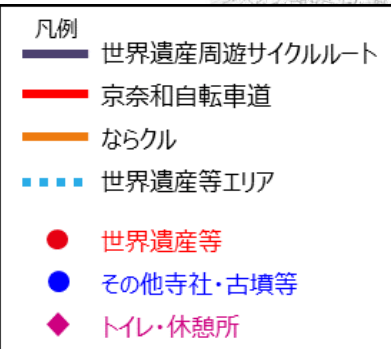 凡例
世界遺産周遊サイクルルート
京奈和自転車道
ならクル
世界遺産等エリア
世界遺産等
その他寺社・古墳等
トイレ・休憩所